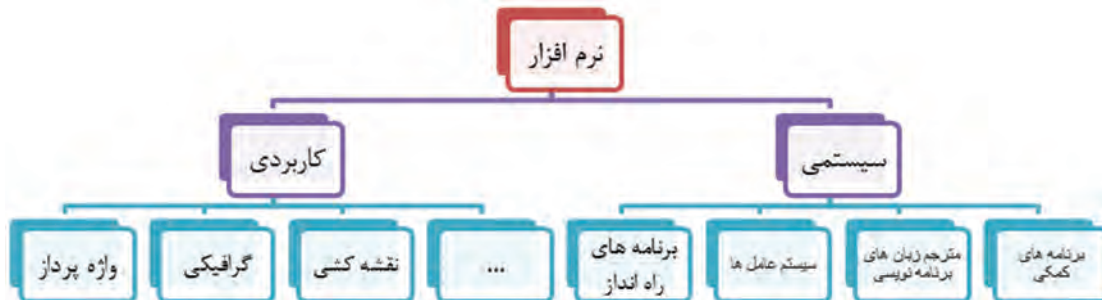 نرم افزار
سیستمی
کاربردی
برنامه های
کمکی
مترجم زبان های
برنامه نویسی
سیستم عامل ها
برنامه های
راه انداز
...
نقشه کشی
گرافیکی
واژه پرداز